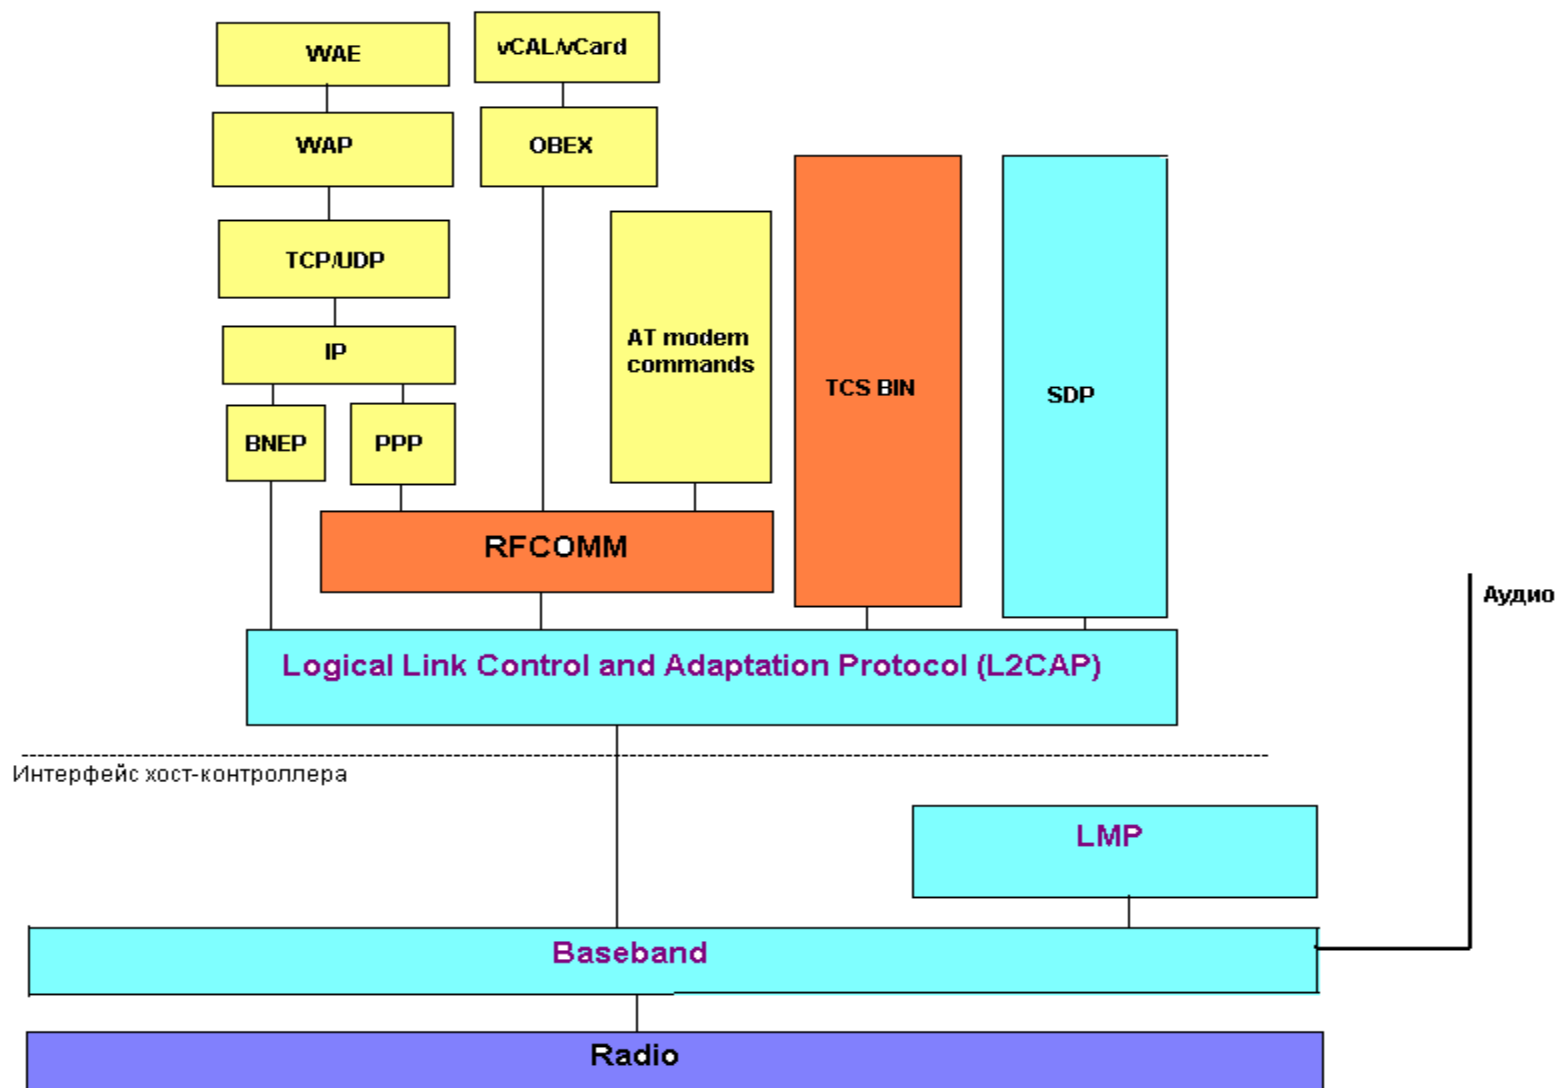 WAE
vCAL/vCard
WAP
OBEX
TCP/UDP
IP
AT modem
commands
TCS BIN
SDP
BNEP
PPP
RFCOMM
Аудио
Logical Link Control and Adaptation Protocol (L2CAP)
Интерфейс хост-контроллера
LMP
Baseband
Radio